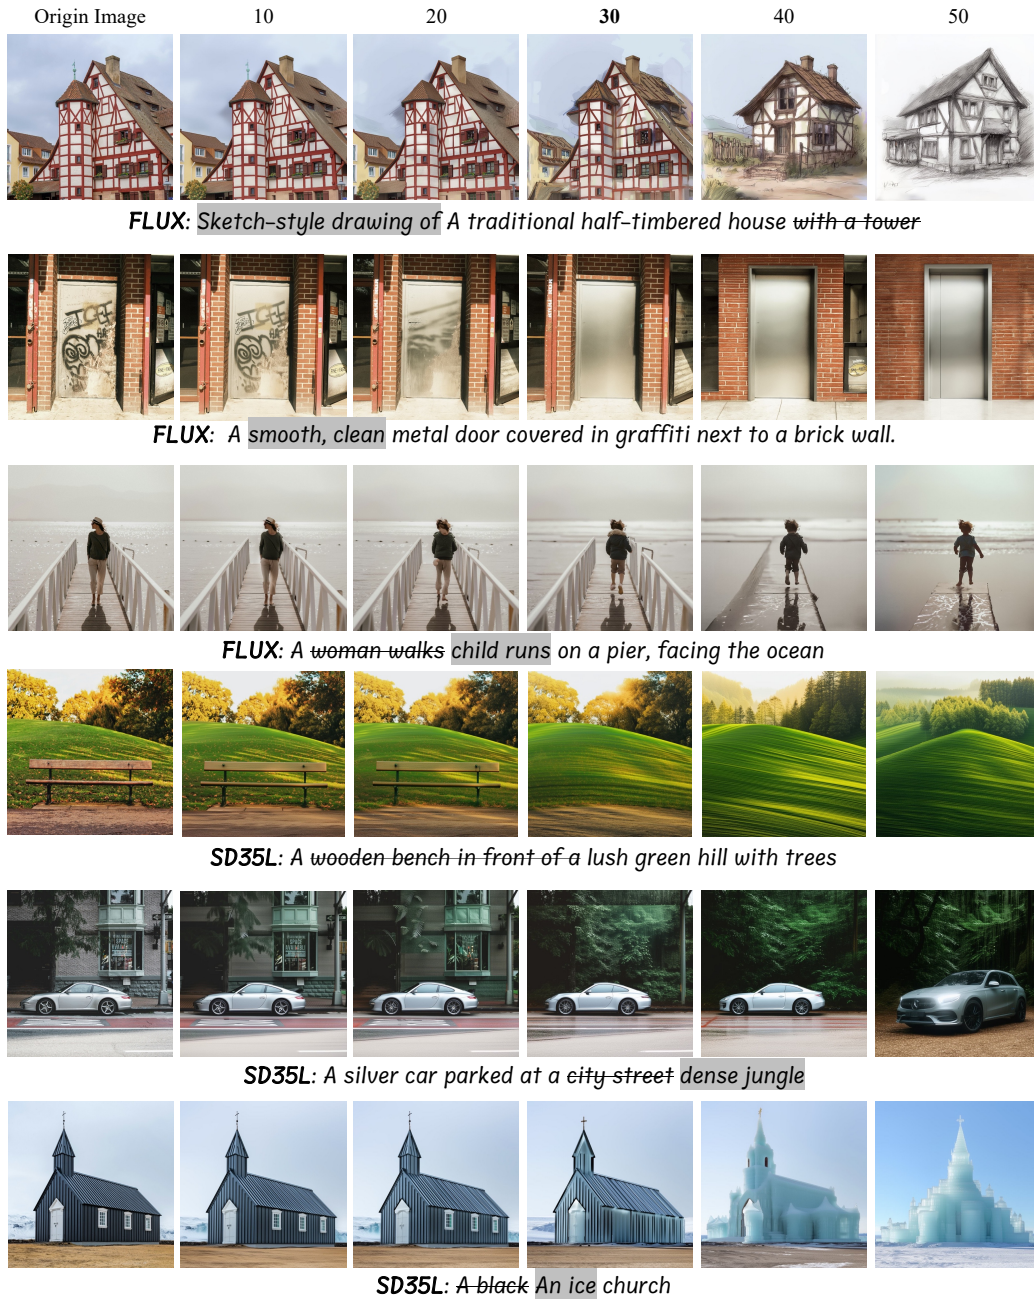 Origin Image 10 20 30 40 50
FLUX: Sketch-style drawing of A traditional half-timbered house with a tower
FLUX: A smooth, clean metal door covered in graffiti next to a brick wall.
FLUX: A woman walks child runs on a pier, facing the ocean
SD35L: A wooden bench in front of a lush green hill with trees
SPACE
AVAILABLE
SD35L: A silver car parked at a city street dense jungle
SD35L: A black An ice church